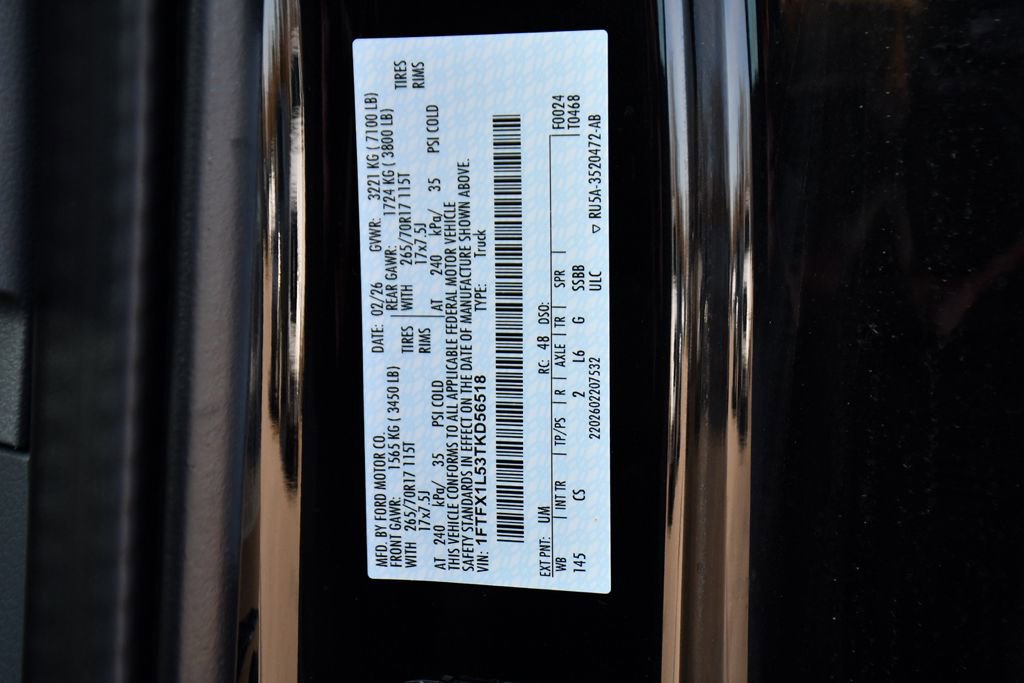 MFD. BY FORD MOTOR CO. DATE: 02/26 GVWR: 3221 KG ( 7100 LB)
FRONT GAWR: 1565 KG ( 3450 LB) REAR GAWR: 1724 KG ( 3800 LB)
WITH 265/70R17 115T TIRES WITH 265/70R17 115T TIRES
17x7.5J RIMS 17x7.5J RIMS
AT 240 kPa/ 35 PSI COLD AT 240 kPa/ 35 PSI COLD
THIS VEHICLE CONFORMS TO ALL APPLICABLE FEDERAL MOTOR VEHICLE
SAFETY STANDARDS IN EFFECT ON THE DATE OF MANUFACTURE SHOWN ABOVE.
VIN: 1FTFX1L53TKD56518 TYPE: Truck
EXT PNT: UM RC: 48 DSO: F0024
WB INT TR TP/PS R AXLE TR SPR T0468
145 CS 2 L6 G SSBB
2202602207532 ULC ▽ RU5A-3520472-AB